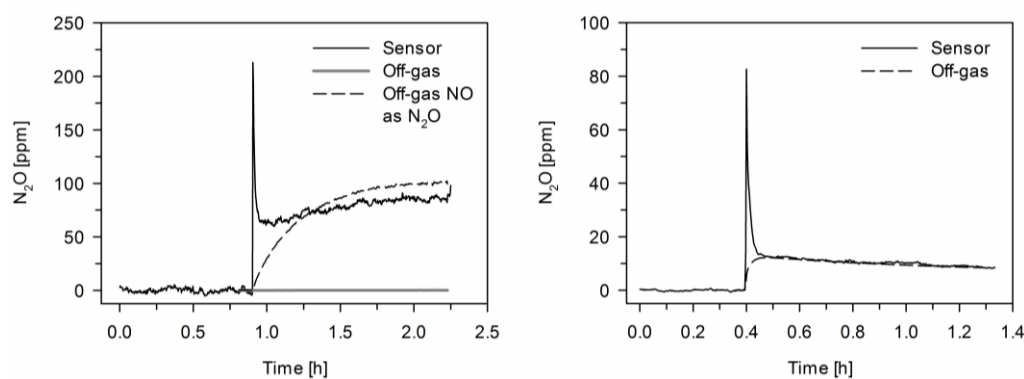 250
200
150
100
50
0
N₂O [ppm]
Sensor
Off-gas
Off-gas NO
as N₂O
0.0 0.5 1.0 1.5 2.0 2.5
Time [h]
100
80
60
40
20
0
N₂O [ppm]
Sensor
Off-gas
0.0 0.2 0.4 0.6 0.8 1.0 1.2 1.4
Time [h]